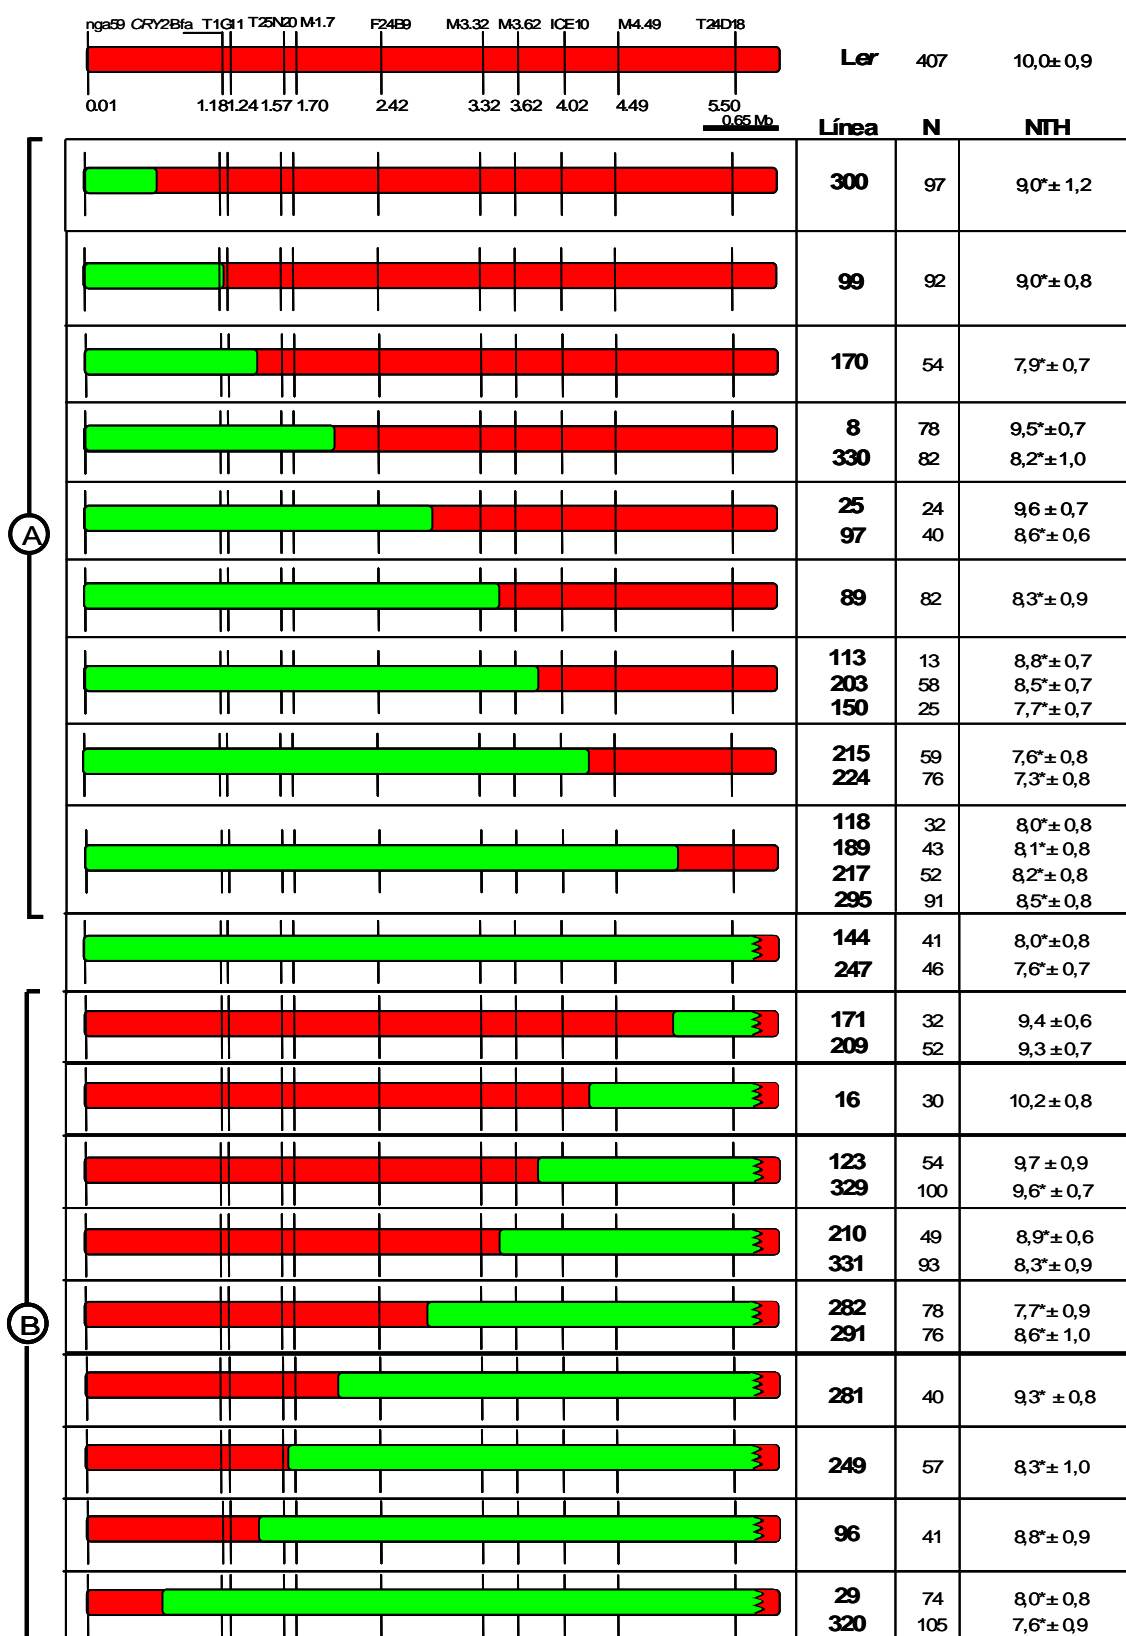 nga59 CRY2Bfa T1G11 T25N20 M-1.7 F24B9 M-3.32 M-3.62 ICE10 M-4.49 T24D18
Ler 407 10,0± 0,9
0.01 1.18 1.24 1.57 1.70 2.42 3.32 3.62 4.02 4.49 5.50
0.65 Mb
Línea N NTH
300 97 9,0*± 1,2
99 92 9,0*± 0,8
170 54 7,9*± 0,7
8 78 9,5*±0,7
330 82 8,2*±1,0
25 24 9,6 ± 0,7
97 40 8,6*± 0,6
A
89 82 8,3*± 0,9
113 13 8,8*± 0,7
203 58 8,5*± 0,7
150 25 7,7*± 0,7
215 59 7,6*± 0,8
224 76 7,3*± 0,8
118 32 8,0*± 0,8
189 43 8,1*± 0,8
217 52 8,2*± 0,8
295 91 8,5*± 0,8
144 41 8,0*±0,8
247 46 7,6*±0,7
171 32 9,4 ±0,6
209 52 9,3 ±0,7
16 30 10,2 ± 0,8
123 54 9,7 ± 0,9
329 100 9,6* ± 0,7
210 49 8,9*± 0,6
331 93 8,3*± 0,9
282 78 7,7*± 0,9
291 76 8,6*± 1,0
B
281 40 9,3* ± 0,8
249 57 8,3*± 1,0
96 41 8,8*± 0,9
29 74 8,0*± 0,8
320 105 7,6*± 0,9